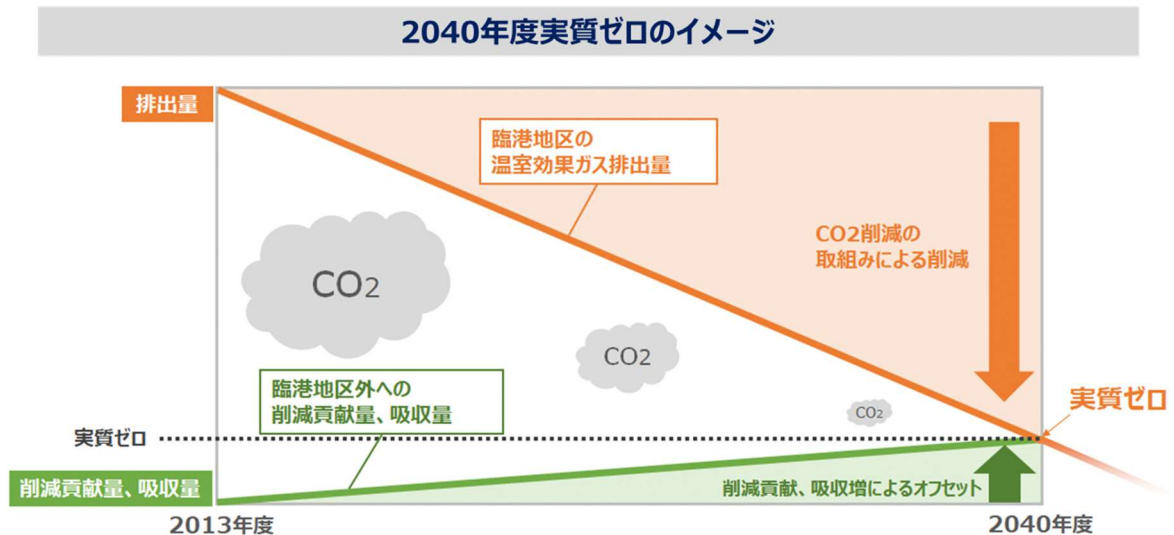 2040年度実質ゼロのイメージ
排出量
臨港地区の
温室効果ガス排出量
CO2削減の
取組みによる削減
CO2
CO2
CO2
臨港地区外への
削減貢献量、吸収量
実質ゼロ
実質ゼロ
削減貢献量、吸収量
削減貢献、吸収増によるオフセット
2013年度
2040年度